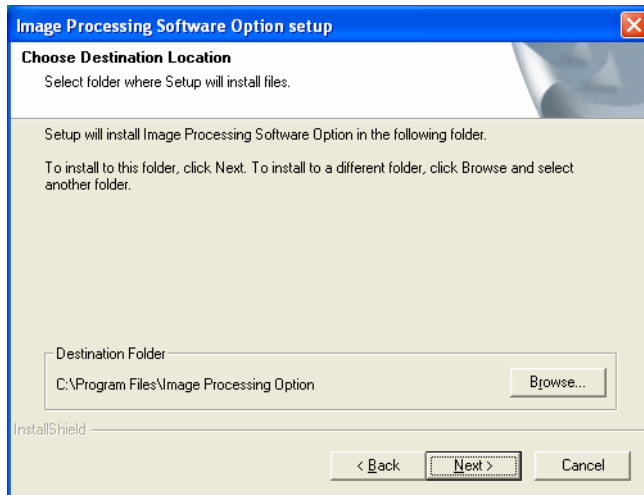 Image Processing Software Option setup
Choose Destination Location
Select folder where Setup will install files.
Setup will install Image Processing Software Option in the following folder.
To install to this folder, click Next. To install to a different folder, click Browse and select
another folder.
Destination Folder
C:\Program Files\Image Processing Option
Browse...
InstallShield
< Back
Next >
Cancel